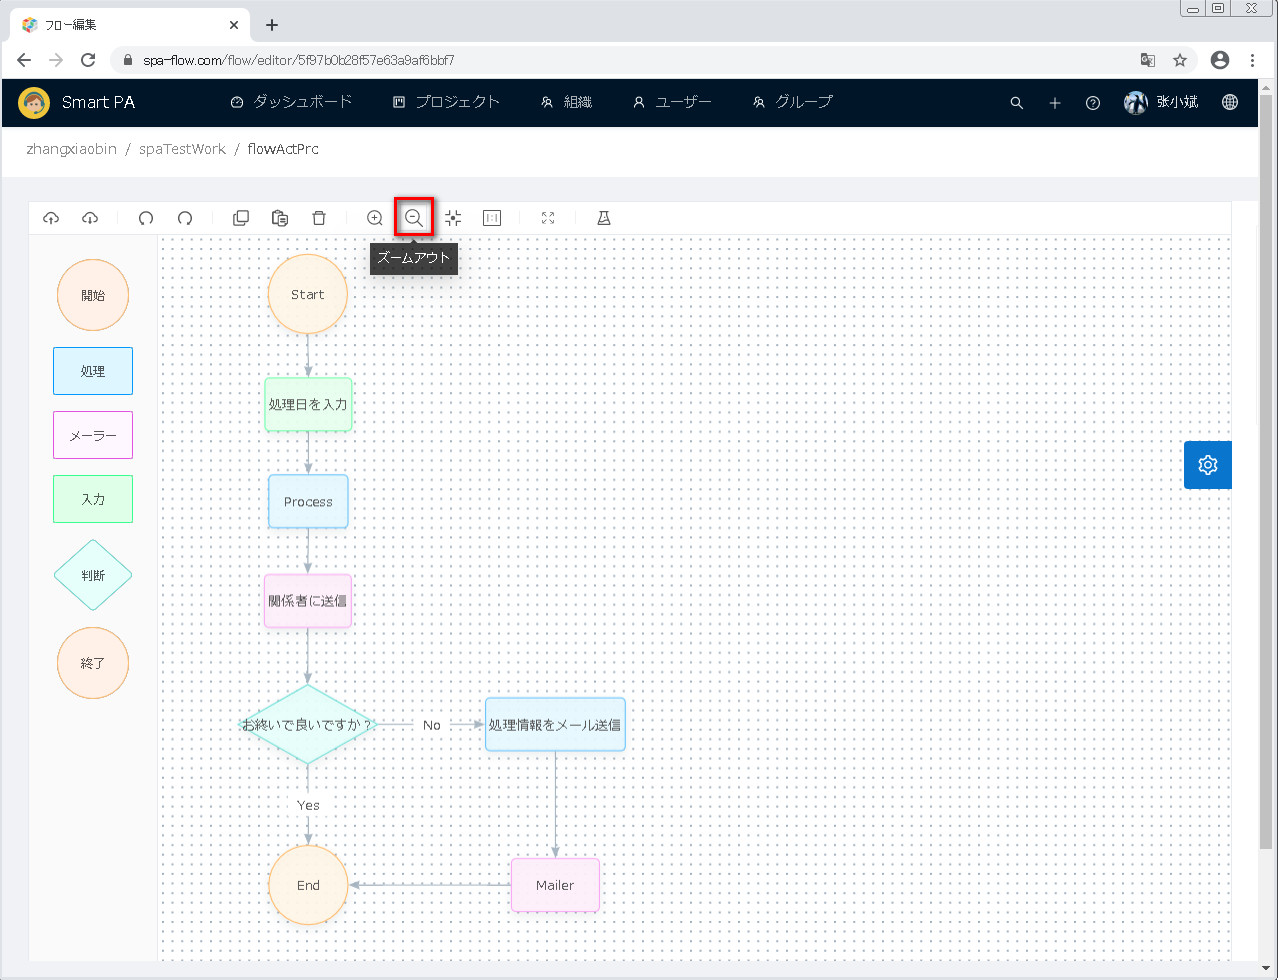 フロー編集
spa-flow.com/flow/editor/5f97b0b28f57e63a9af6bbf7
Smart PA
ダッシュボード
プロジェクト
組織
ユーザー
グループ
张小斌
zhangxiaobin / spaTestWork / flowActPrc
ズームアウト
開始
処理
メーラー
入力
判断
終了
Start
処理日を入力
Process
関係者に送信
お終いで良いですか？
No
処理情報をメール送信
Yes
End
Mailer